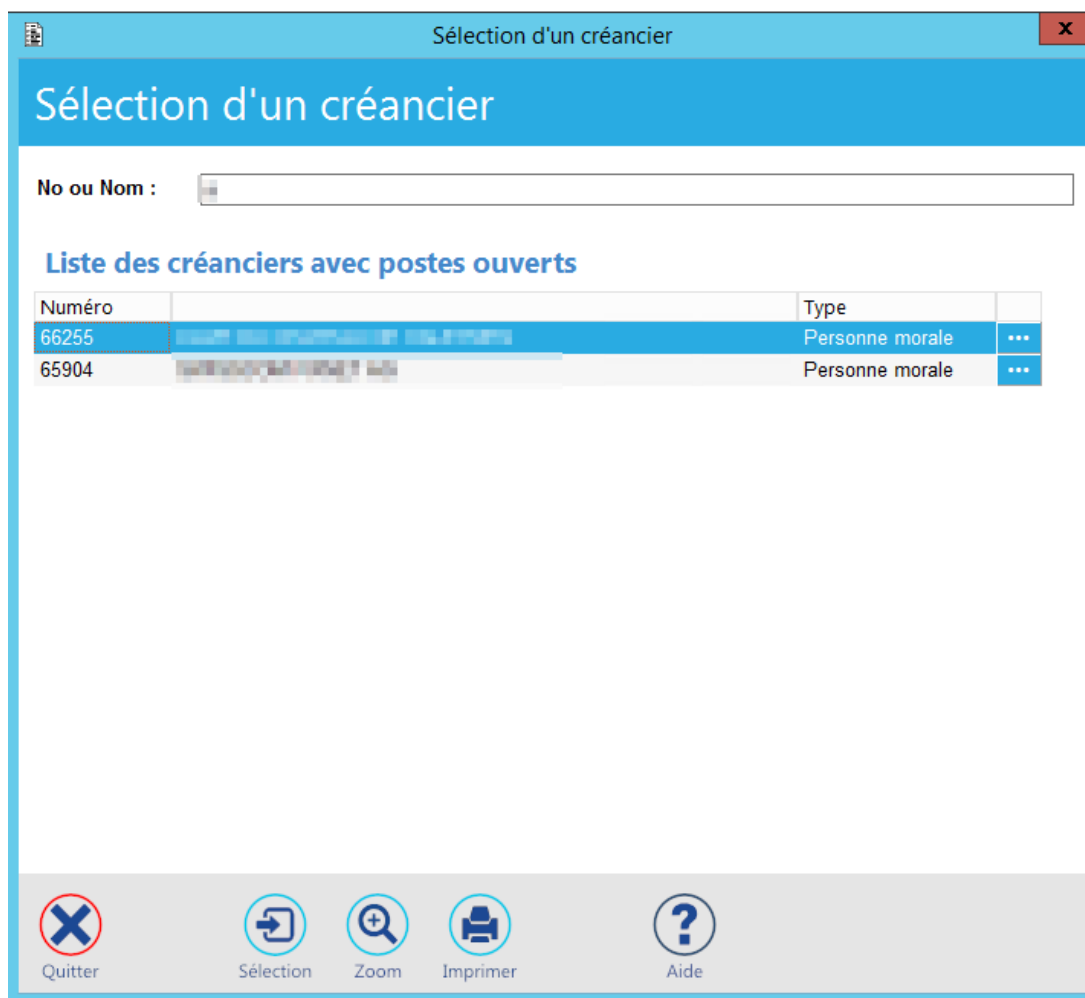 Sélection d'un créancier
x
Sélection d'un créancier
No ou Nom :
Liste des créanciers avec postes ouverts
Numéro Type
66255 Personne morale ...
65904 Personne morale ...
Quitter Sélection Zoom Imprimer ? Aide